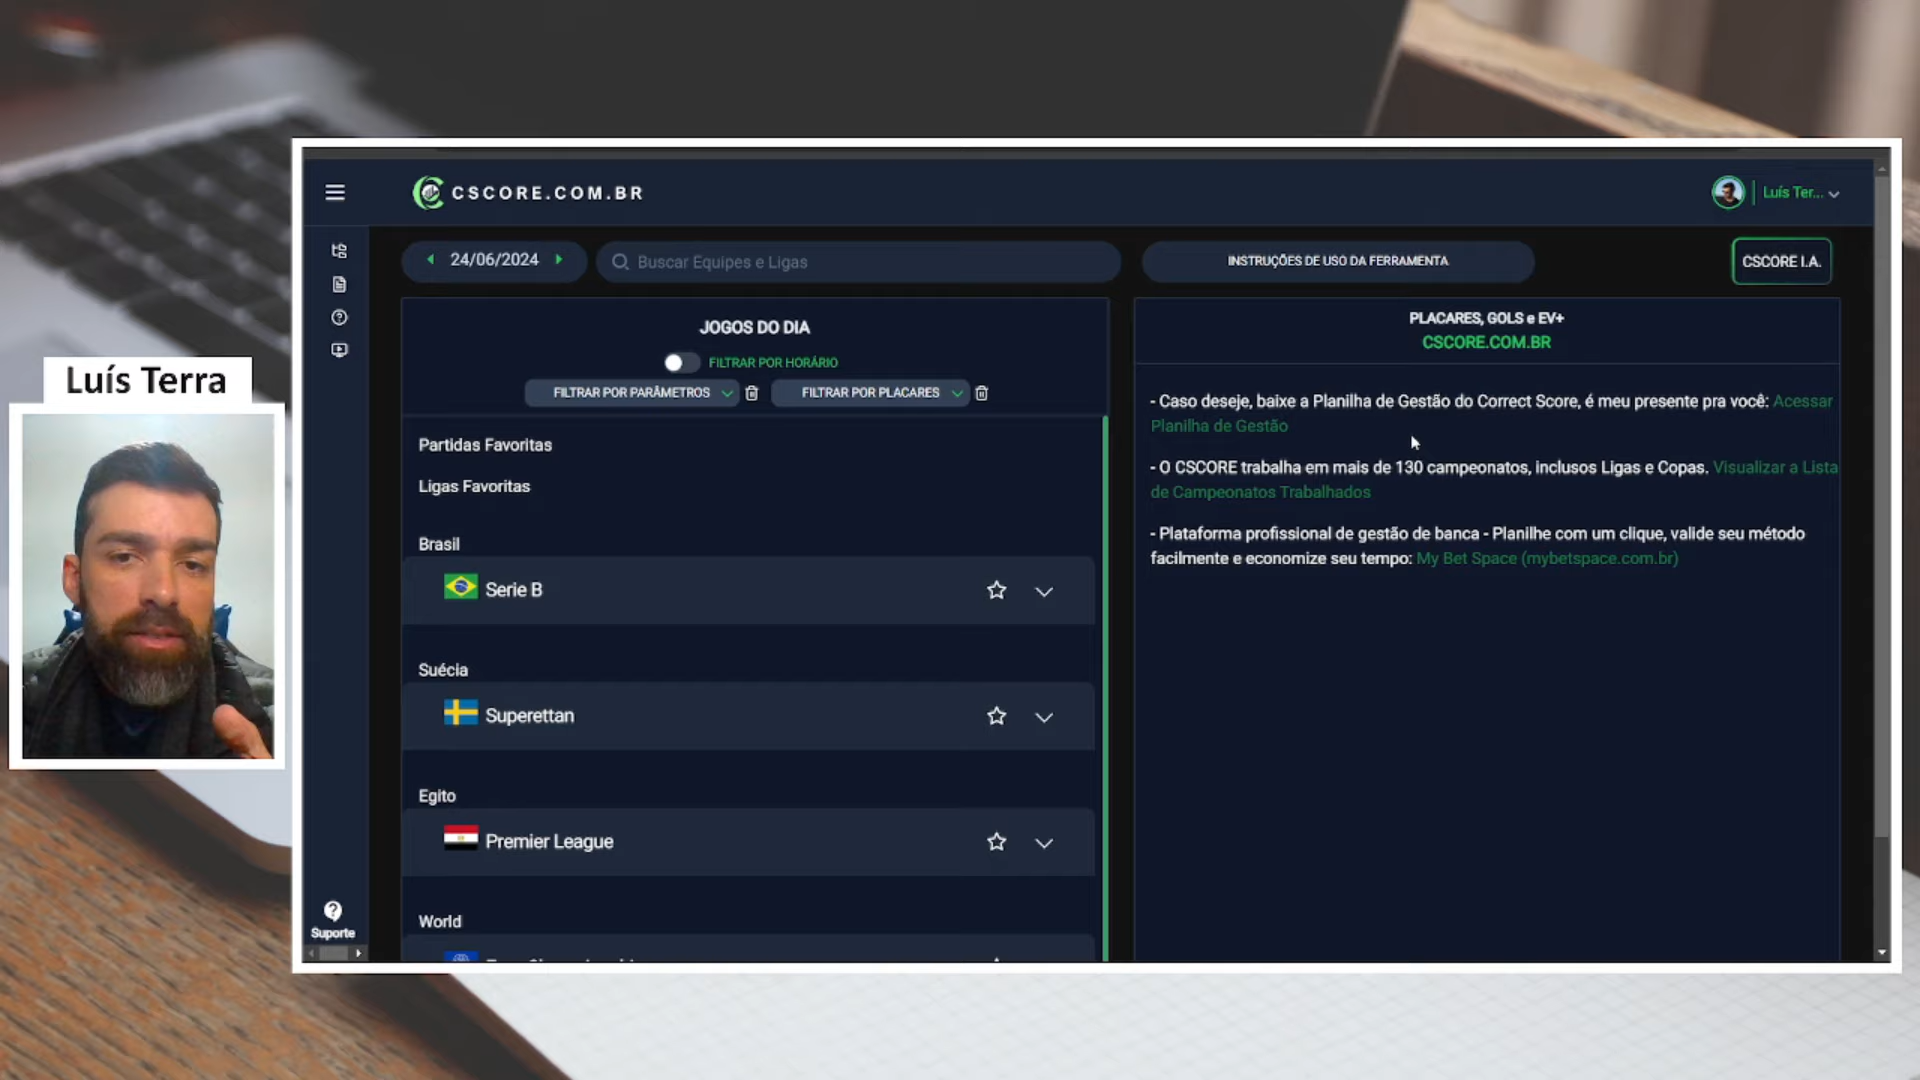 CSCORE.COM.BR
Luís Ter...
24/06/2024
Buscar Equipes e Ligas
INSTRUÇÕES DE USO DA FERRAMENTA
CSCORE I.A.
JOGOS DO DIA
FILTRAR POR HORÁRIO
FILTRAR POR PARÂMETROS
FILTRAR POR PLACARES
Partidas Favoritas
Ligas Favoritas
Brasil
Serie B
Suécia
Superettan
Egito
Premier League
World
PLACARES, GOLS e EV+
CSCORE.COM.BR
- Caso deseje, baixe a Planilha de Gestão do Correct Score, é meu presente pra você: Acessar
Planilha de Gestão
- O CSCORE trabalha em mais de 130 campeonatos, inclusos Ligas e Copas. Visualizar a Lista
de Campeonatos Trabalhados
- Plataforma profissional de gestão de banca - Planilhe com um clique, valide seu método
facilmente e economize seu tempo: My Bet Space (mybetspace.com.br)
Suporte
Luís Terra